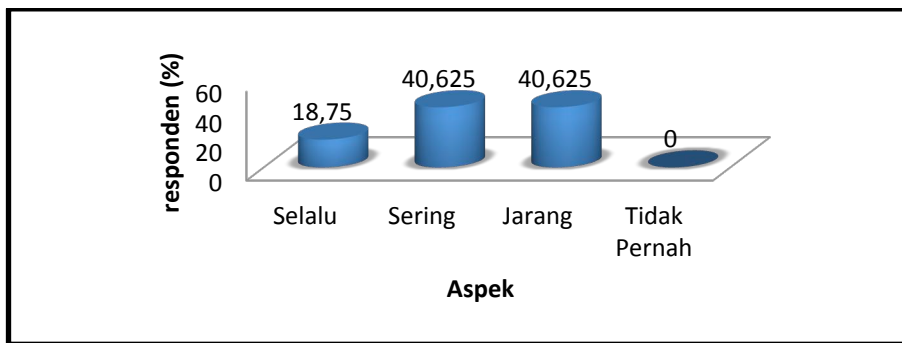 responden (%)
60
40
20
0
18,75
40,625
40,625
0
Selalu
Sering
Jarang
Tidak
Pernah
Aspek